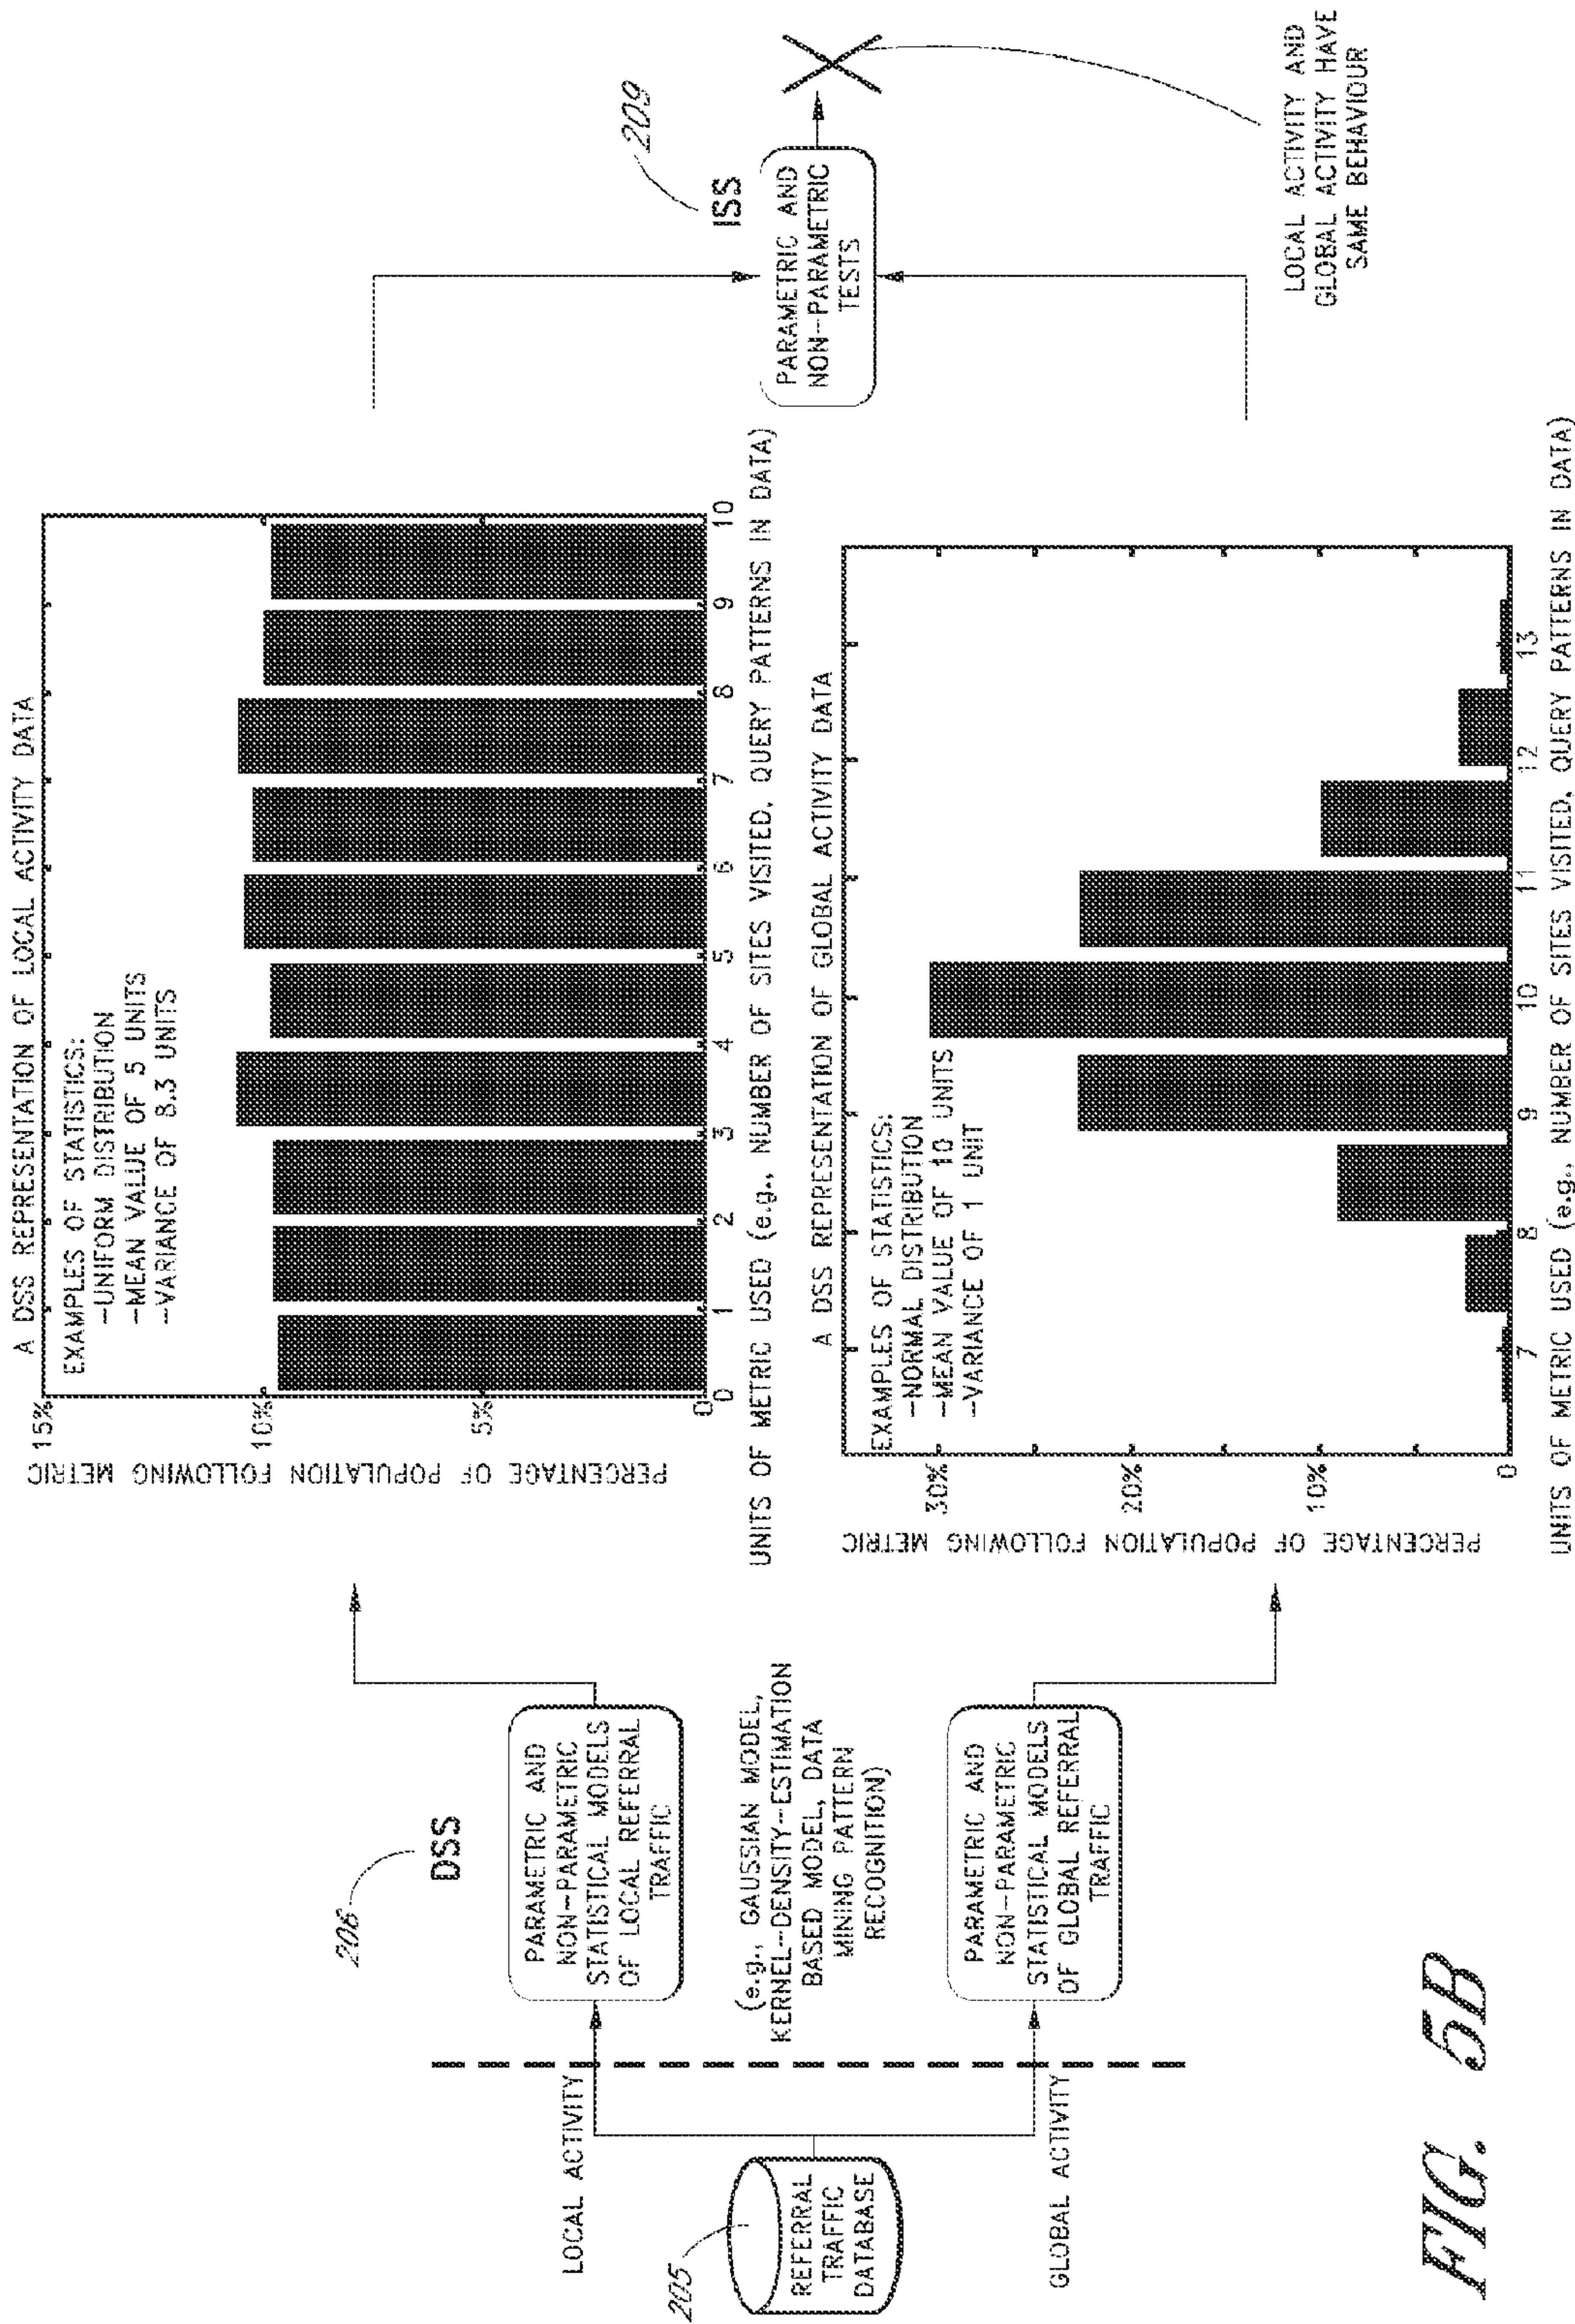 205
REFERRAL
TRAFFIC
DATABASE
LOCAL ACTIVITY
GLOBAL ACTIVITY
206
DSS
PARAMETRIC AND
NON-PARAMETRIC
STATISTICAL MODELS
OF LOCAL REFERRAL
TRAFFIC
(e.g., GAUSSIAN MODEL,
KERNEL-DENSITY-ESTIMATION
BASED MODEL, DATA
MINING PATTERN
RECOGNITION)
PARAMETRIC AND
NON-PARAMETRIC
STATISTICAL MODELS
OF GLOBAL REFERRAL
TRAFFIC
A DSS REPRESENTATION OF LOCAL ACTIVITY DATA
EXAMPLES OF STATISTICS:
-UNIFORM DISTRIBUTION
-MEAN VALUE OF 5 UNITS
-VARIANCE OF 8.3 UNITS
PERCENTAGE OF POPULATION FOLLOWING METRIC
15%
10%
5%
0
0 1 2 3 4 5 6 7 8 9 10
UNITS OF METRIC USED (e.g., NUMBER OF SITES VISITED, QUERY PATTERNS IN DATA)
A DSS REPRESENTATION OF GLOBAL ACTIVITY DATA
EXAMPLES OF STATISTICS:
-NORMAL DISTRIBUTION
-MEAN VALUE OF 10 UNITS
-VARIANCE OF 1 UNIT
PERCENTAGE OF POPULATION FOLLOWING METRIC
30%
20%
10%
0
7 8 9 10 11 12 13
UNITS OF METRIC USED (e.g., NUMBER OF SITES VISITED, QUERY PATTERNS IN DATA)
209
ISS
PARAMETRIC AND
NON-PARAMETRIC
TESTS
LOCAL ACTIVITY AND
GLOBAL ACTIVITY HAVE
SAME BEHAVIOUR
FIG. 5B